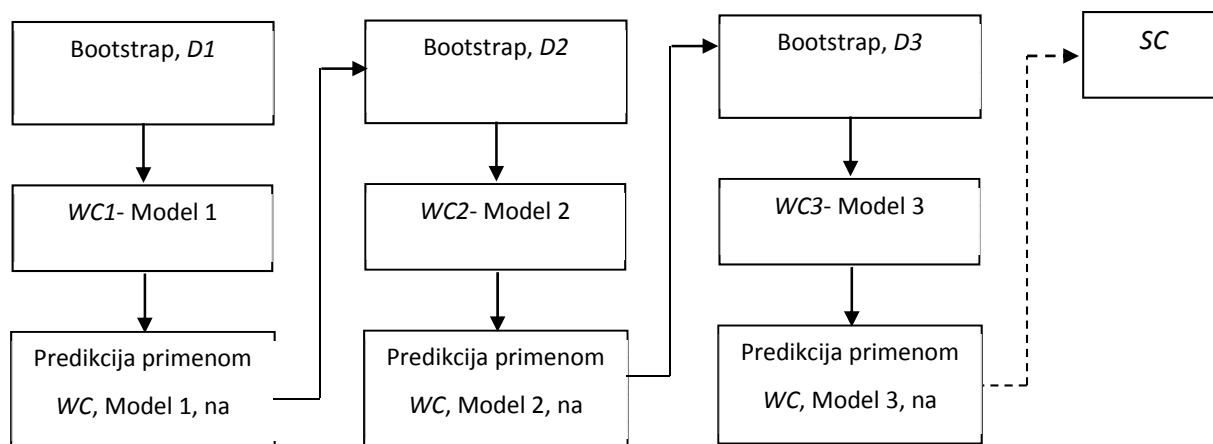 Bootstrap, D1
WC1- Model 1
Predikcija primenom
WC, Model 1, na
Bootstrap, D2
WC2- Model 2
Predikcija primenom
WC, Model 2, na
Bootstrap, D3
WC3- Model 3
Predikcija primenom
WC, Model 3, na
SC